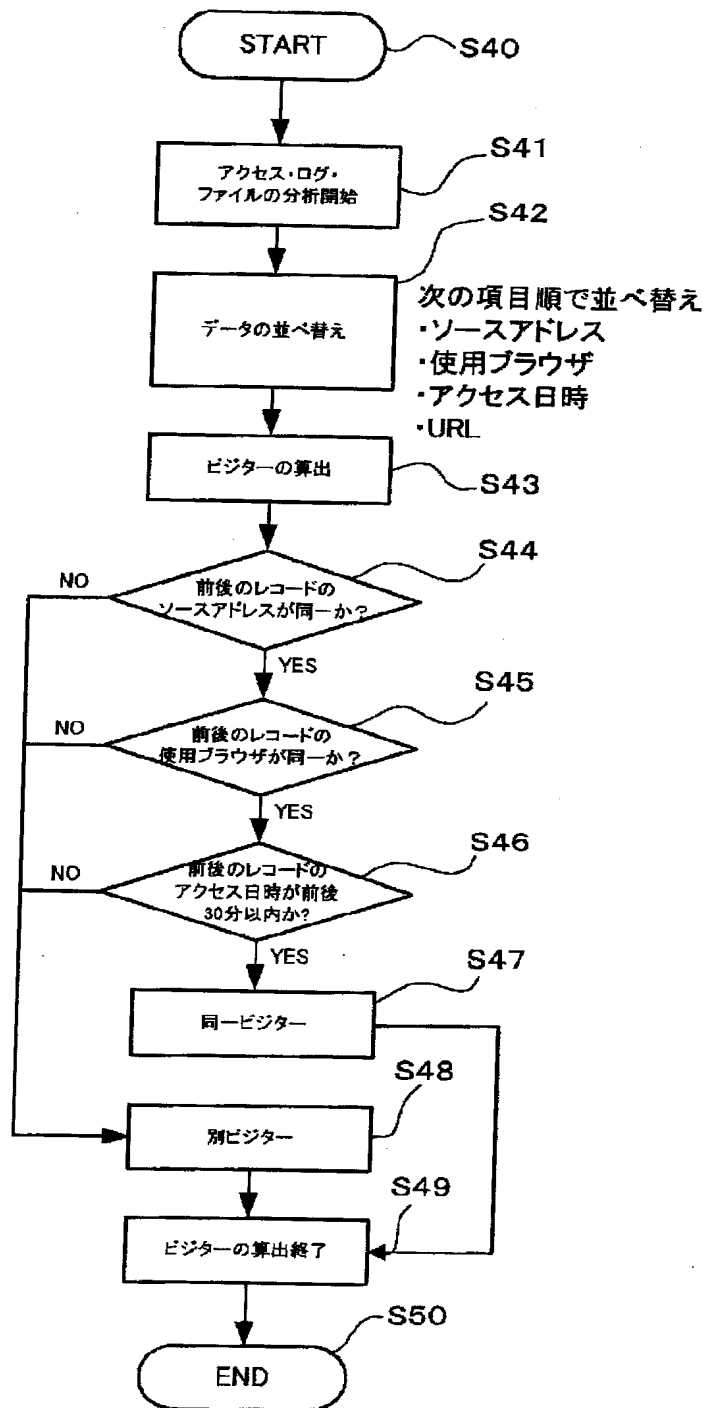 START
S40
アクセス・ログ・
ファイルの分析開始
S41
データの並べ替え
S42
次の項目順で並べ替え
・ソースアドレス
・使用ブラウザ
・アクセス日時
・URL
ビジターの算出
S43
前後のレコードの
ソースアドレスが同一か?
S44
NO
YES
前後のレコードの
使用ブラウザが同一か?
S45
NO
YES
前後のレコードの
アクセス日時が前後
30分以内か?
S46
NO
YES
同一ビジター
S47
別ビジター
S48
ビジターの算出終了
S49
END
S50